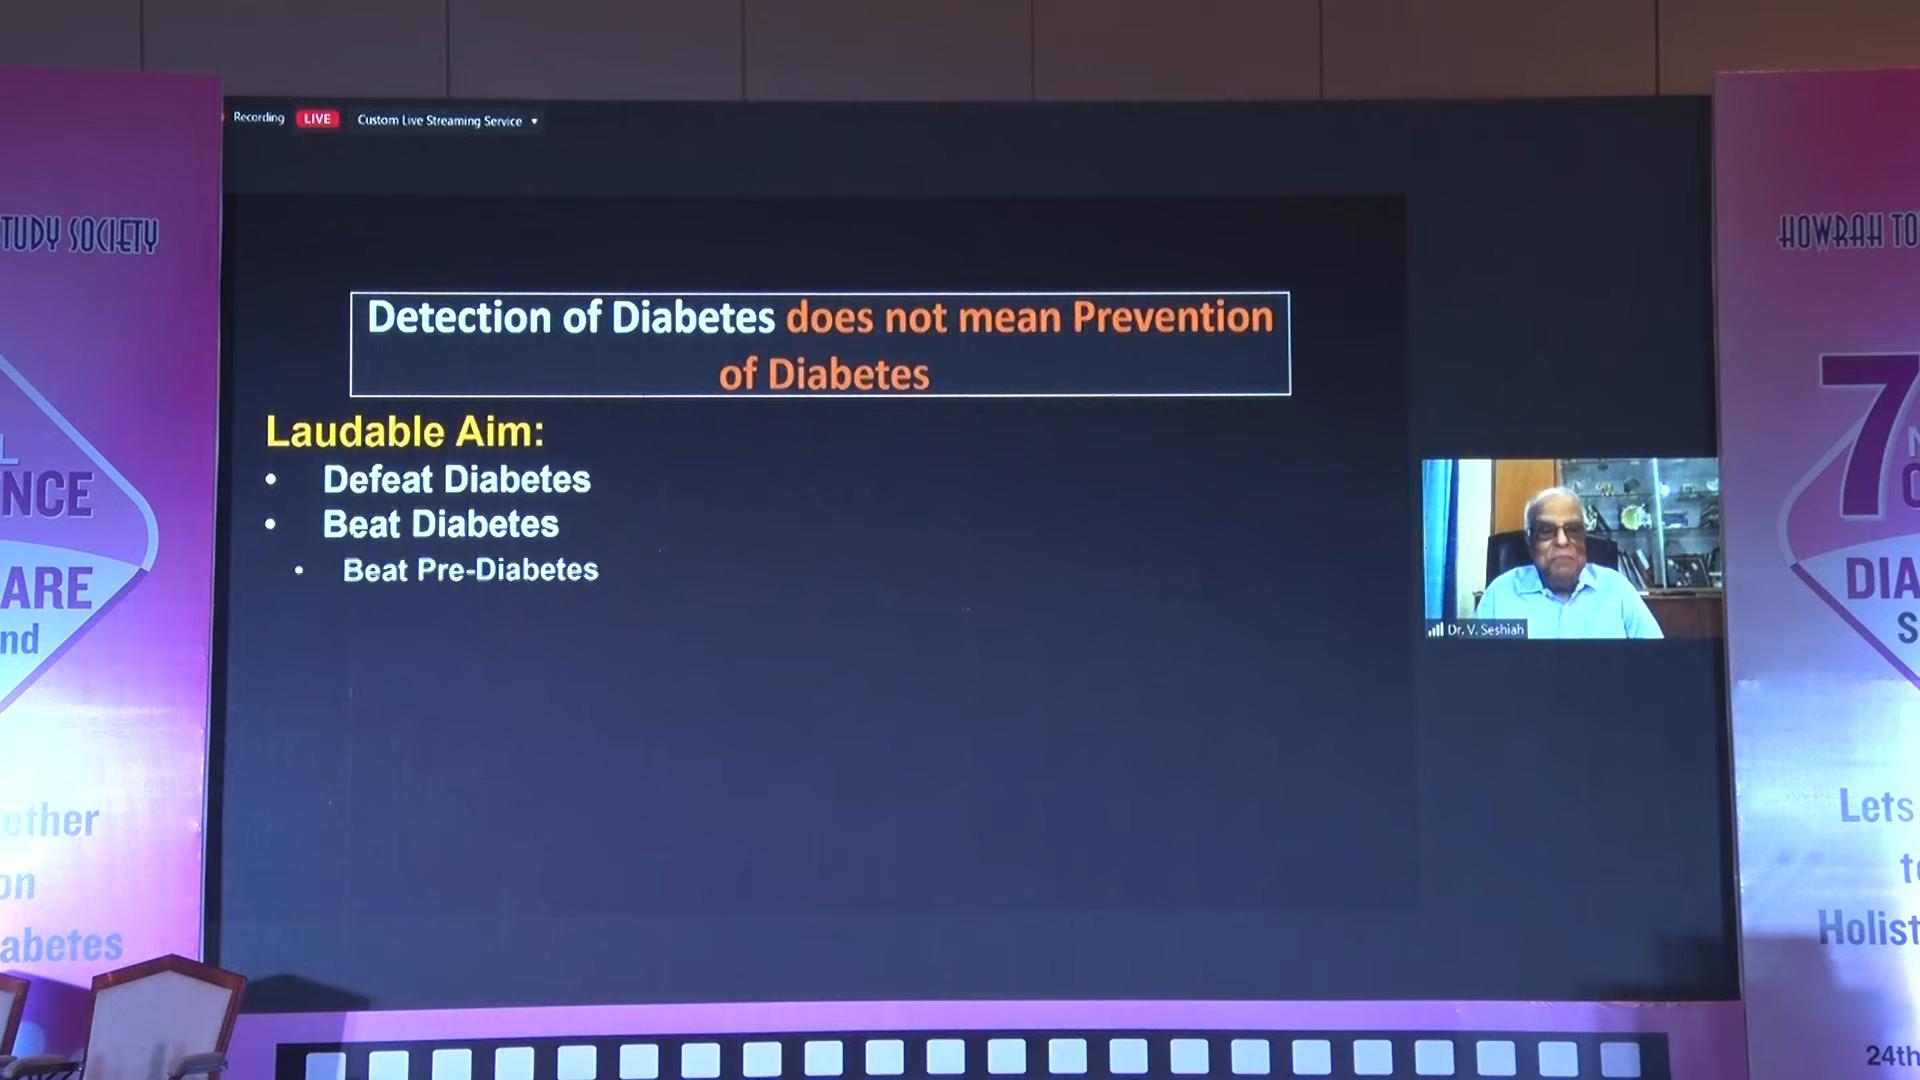 Recording LIVE Custom Live Streaming Service
Detection of Diabetes does not mean Prevention
of Diabetes
Laudable Aim:
• Defeat Diabetes
• Beat Diabetes
• Beat Pre-Diabetes
Dr. V. Seshiah
TUDY SOCIETY
L
NCE
ARE
nd
ether
on
abetes
HOWRAH TO
7
DIA
S
Lets
t
Holist
24th